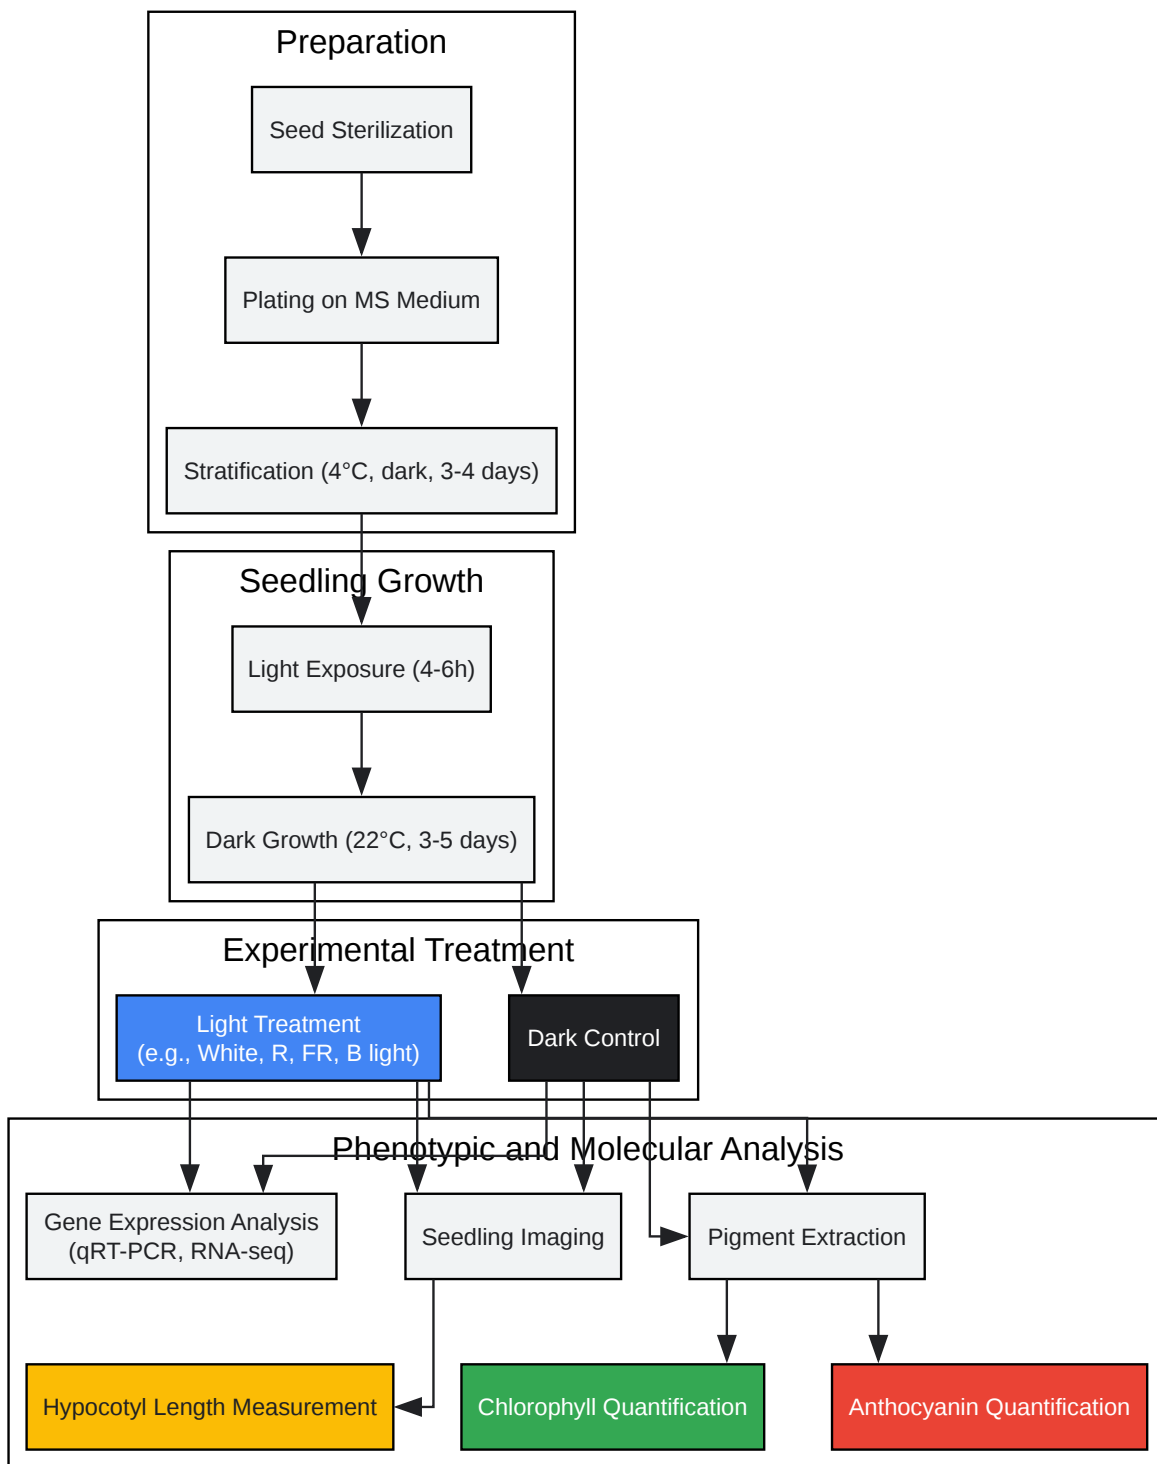 Preparation
Seed Sterilization
Plating on MS Medium
Stratification (4°C, dark, 3-4 days)
Seedling Growth
Light Exposure (4-6h)
Dark Growth (22°C, 3-5 days)
Experimental Treatment
Light Treatment
(e.g., White, R, FR, B light)
Dark Control
Phenotypic and Molecular Analysis
Gene Expression Analysis
(qRT-PCR, RNA-seq)
Seedling Imaging
Pigment Extraction
Hypocotyl Length Measurement
Chlorophyll Quantification
Anthocyanin Quantification